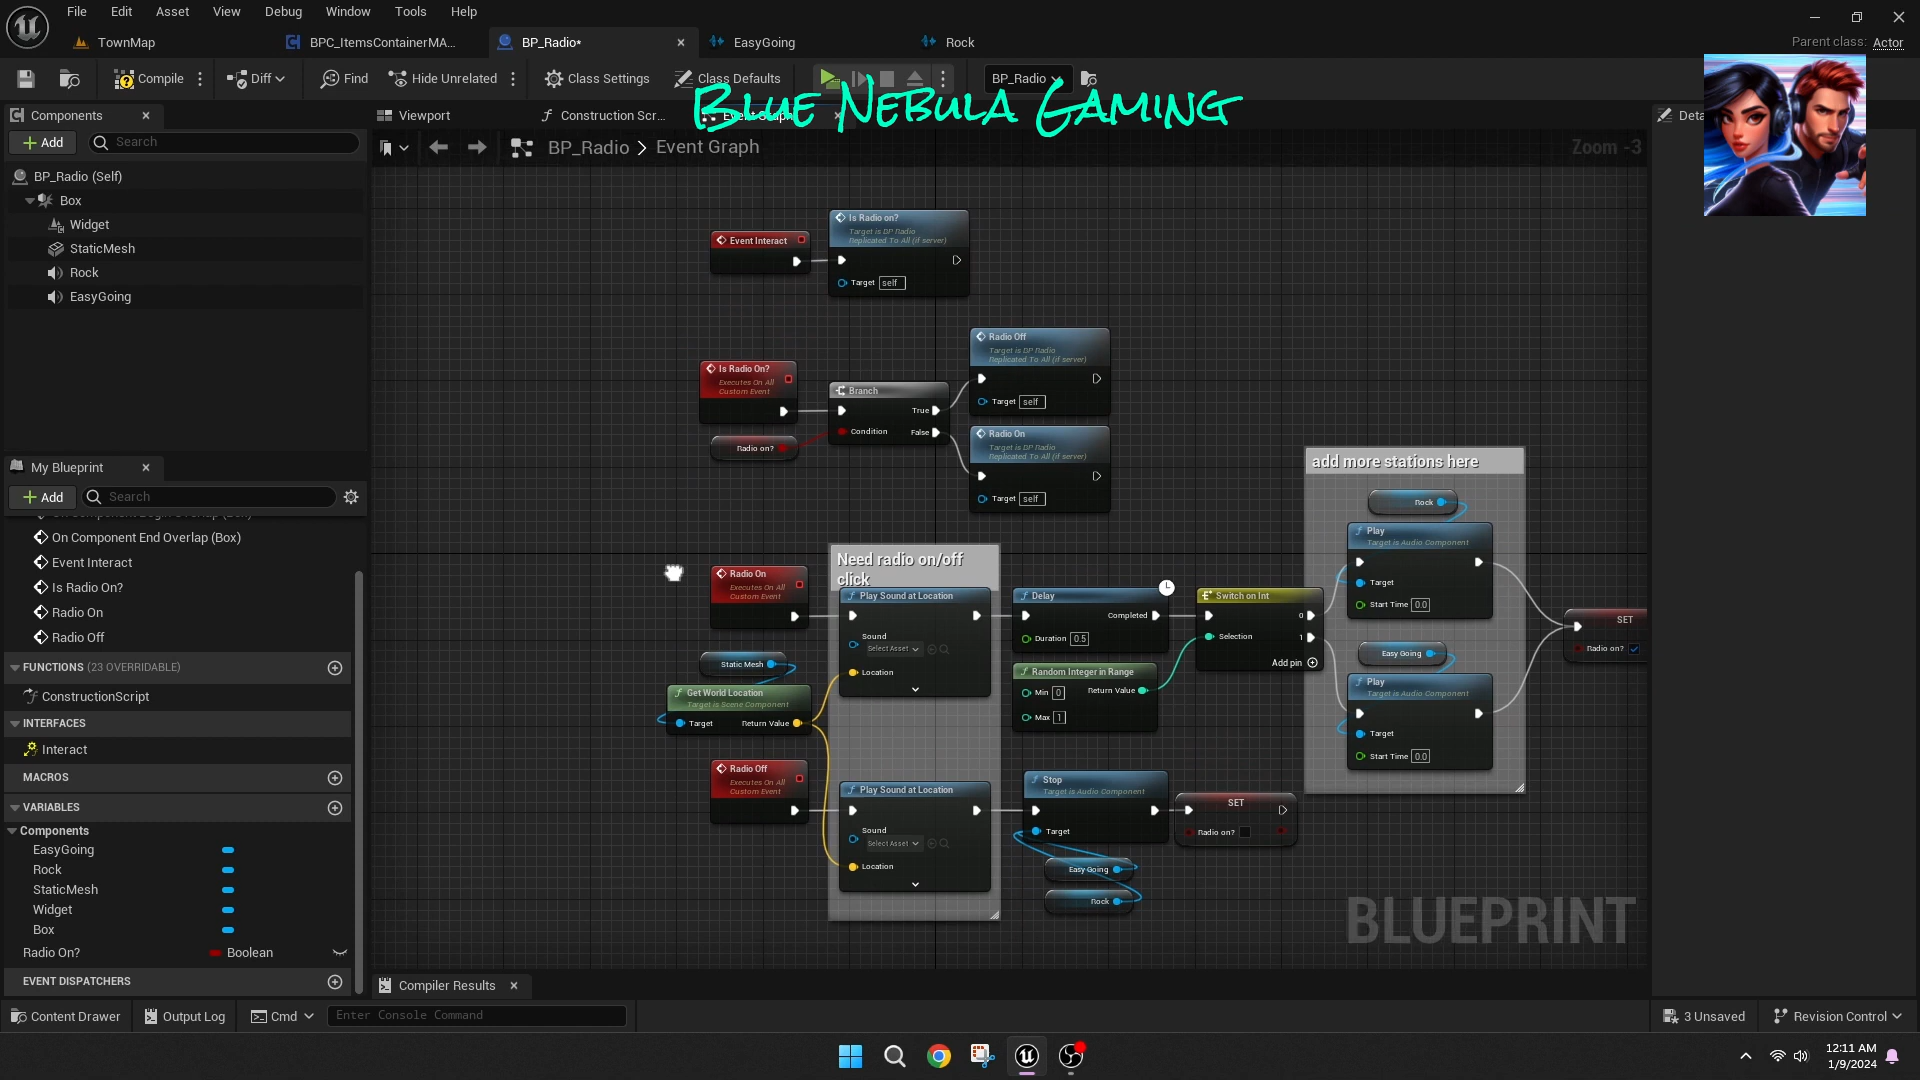 File Edit Asset View Debug Window Tools Help
TownMap
BPC_ItemsContainerMA...
BP_Radio*
EasyGoing
Rock
Parent class: Actor
Compile
Diff
Find
Hide Unrelated
Class Settings
Class Defaults
BP_Radio
Blue Nebula Gaming
Components
Add
Search
BP_Radio (Self)
Box
Widget
StaticMesh
Rock
EasyGoing
My Blueprint
Add
Search
On Component End Overlap (Box)
Event Interact
Is Radio On?
Radio On
Radio Off
FUNCTIONS (23 OVERRIDABLE)
ConstructionScript
INTERFACES
Interact
MACROS
VARIABLES
Components
EasyGoing
Rock
StaticMesh
Widget
Box
Radio On? Boolean
EVENT DISPATCHERS
Viewport
Construction Scr...
Event Graph
BP_Radio > Event Graph
Zoom -3
Deta
Event Interact
Is Radio on?
Target is BP Radio
Replicated To All (if server)
Target self
Is Radio On?
Executes On All
Custom Event
Radio on?
Branch
True
Condition False
Radio Off
Target is BP Radio
Replicated To All (if server)
Target self
Radio On
Target is BP Radio
Replicated To All (if server)
Target self
Radio On
Executes On All
Custom Event
Need radio on/off
click
Play Sound at Location
Sound
Select Asset
Location
Delay
Completed
Duration 0.5
Random Integer in Range
Min 0 Return Value
Max 1
Switch on Int
0
Selection 1
Add pin
add more stations here
Rock
Play
Target is Audio Component
Target
Start Time 0.0
Easy Going
Play
Target is Audio Component
Target
Start Time 0.0
SET
Radio on?
Static Mesh
Get World Location
Target is Scene Component
Target Return Value
Radio Off
Executes On All
Custom Event
Play Sound at Location
Sound
Select Asset
Location
Stop
Target is Audio Component
Target
SET
Radio on?
Easy Going
Rock
BLUEPRINT
Compiler Results
Content Drawer
Output Log
Cmd
Enter Console Command
3 Unsaved
Revision Control
12:11 AM
1/9/2024